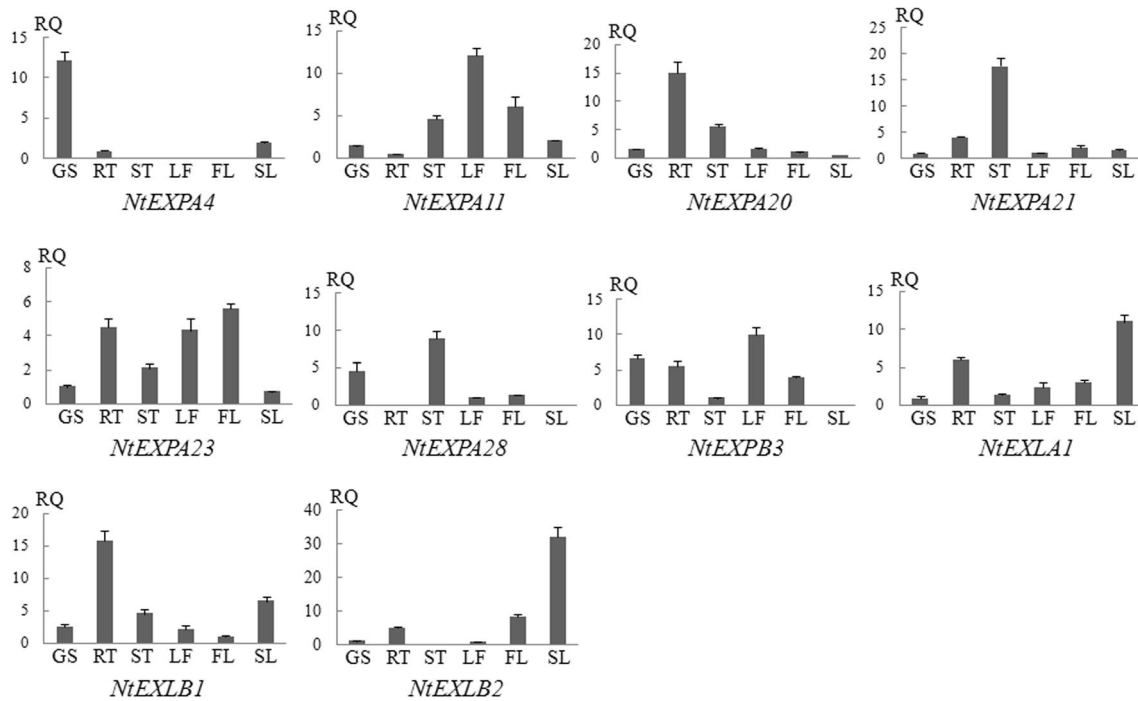 RQ
15
10
5
0
GS RT ST LF FL SL
NtEXPA4
RQ
15
10
5
0
GS RT ST LF FL SL
NtEXPA11
RQ
20
15
10
5
0
GS RT ST LF FL SL
NtEXPA20
RQ
25
20
15
10
5
0
GS RT ST LF FL SL
NtEXPA21
RQ
8
6
4
2
0
GS RT ST LF FL SL
NtEXPA23
RQ
15
10
5
0
GS RT ST LF FL SL
NtEXPA28
RQ
15
10
5
0
GS RT ST LF FL SL
NtEXPB3
RQ
15
10
5
0
GS RT ST LF FL SL
NtEXLA1
RQ
20
15
10
5
0
GS RT ST LF FL SL
NtEXLB1
RQ
40
30
20
10
0
GS RT ST LF FL SL
NtEXLB2